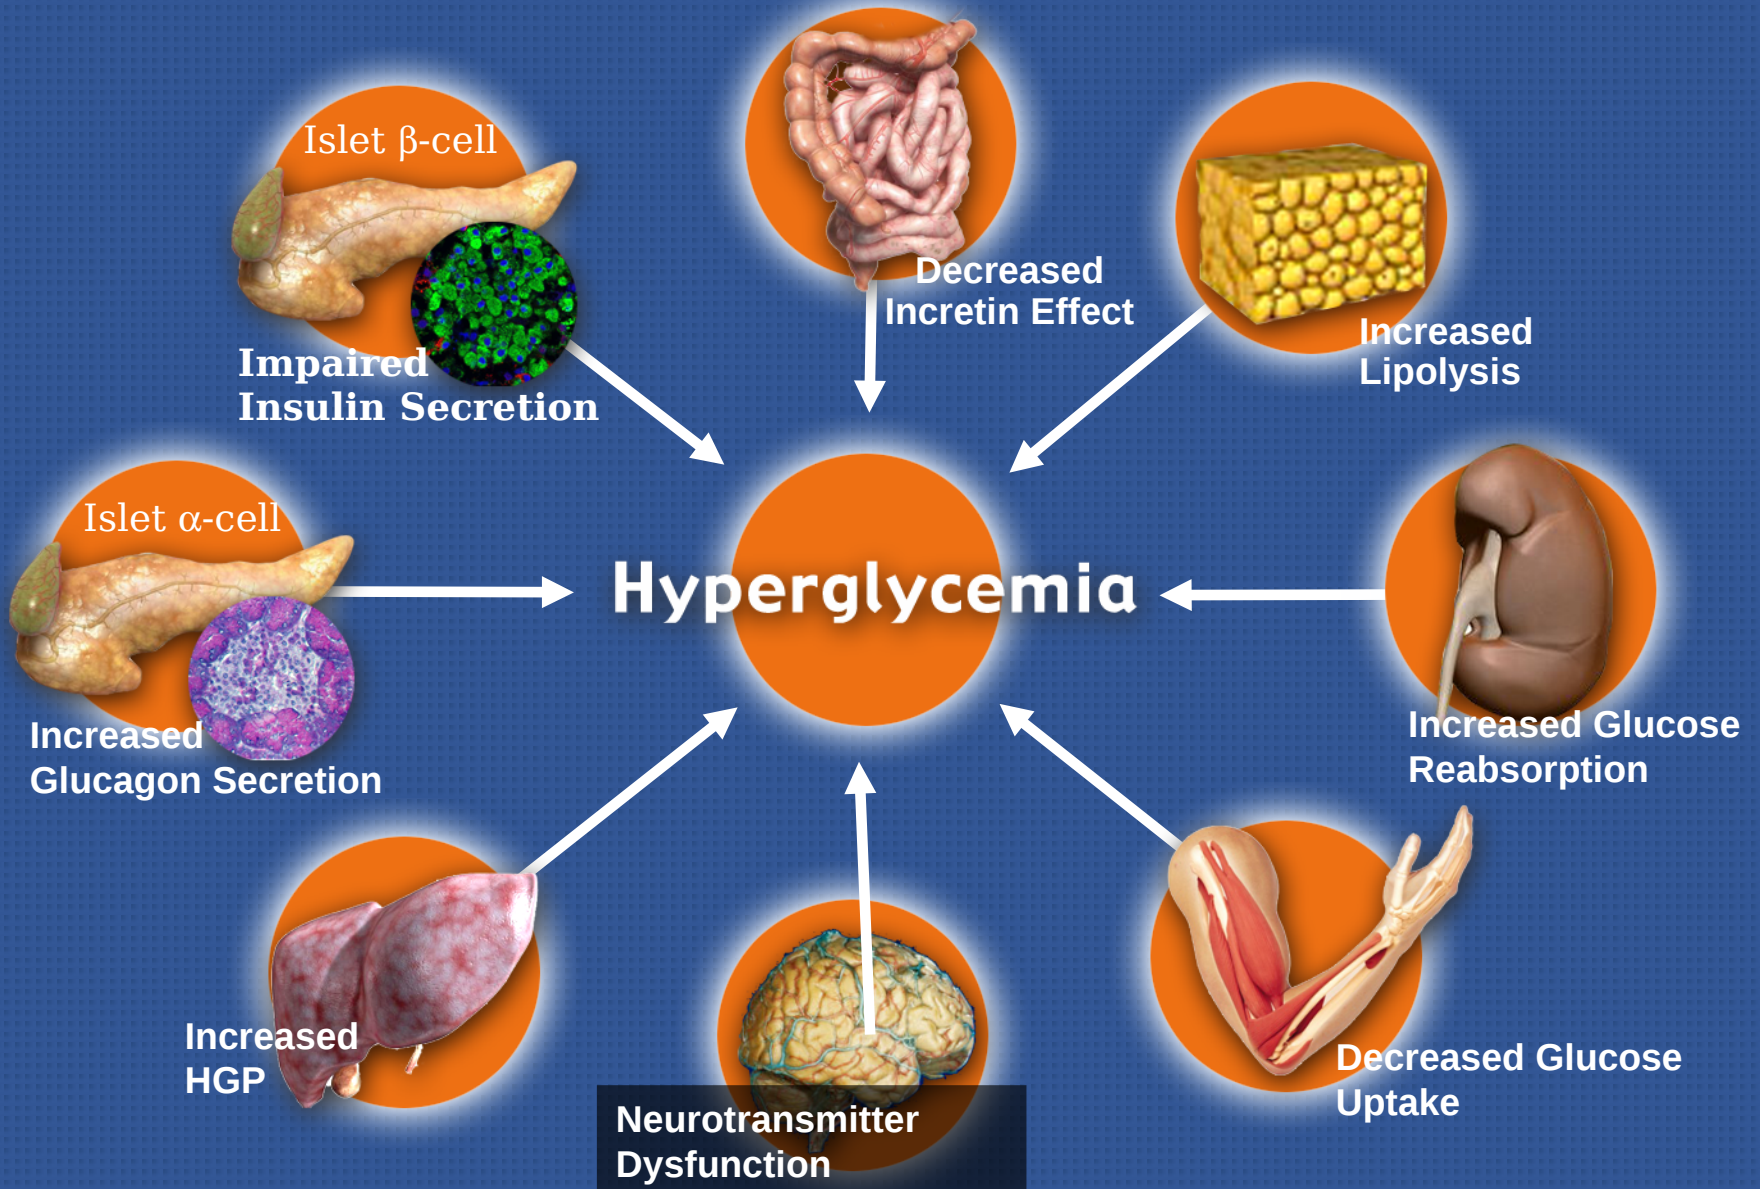 Islet β-cell
Impaired
Insulin Secretion
Decreased
Incretin Effect
Increased
Lipolysis
Islet α-cell
Increased
Glucagon Secretion
Hyperglycemia
Increased Glucose
Reabsorption
Increased
HGP
Neurotransmitter
Dysfunction
Decreased Glucose
Uptake